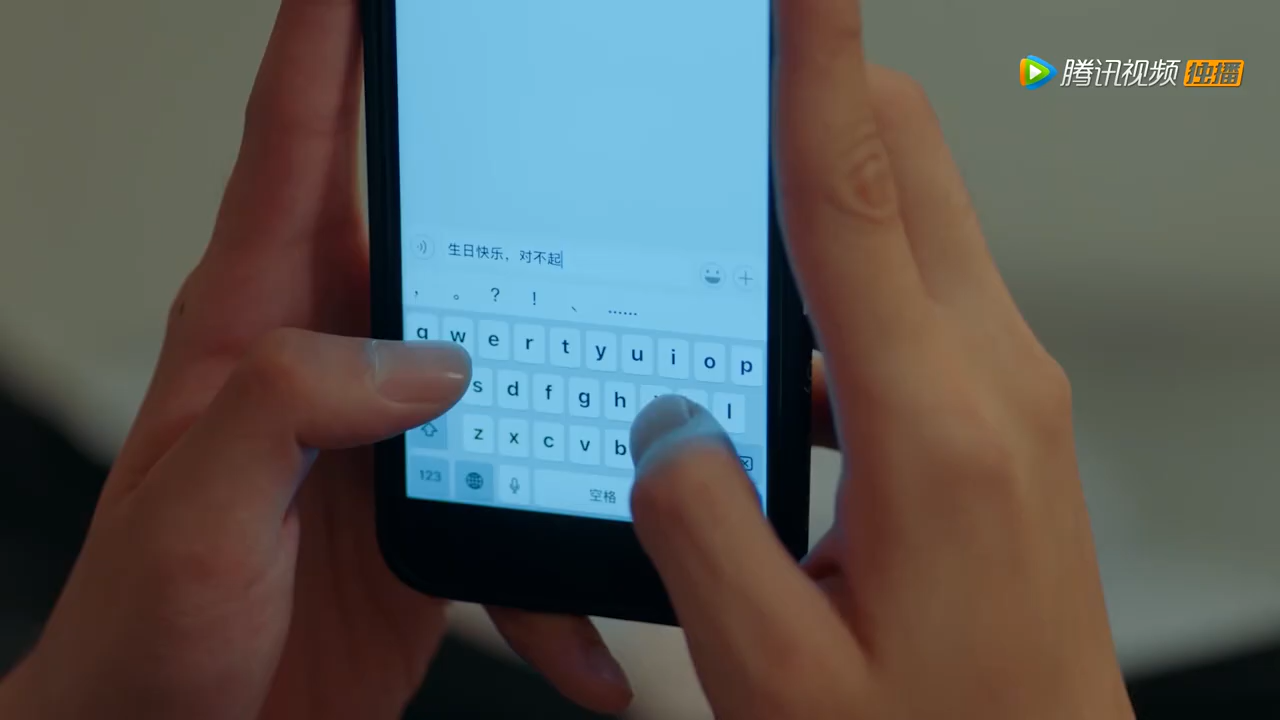 腾讯视频 独播
生日快乐，对不起
， 。 ？ ！ 、 ……
q w e r t y u i o p
s d f g h l
z x c v b
123 空格